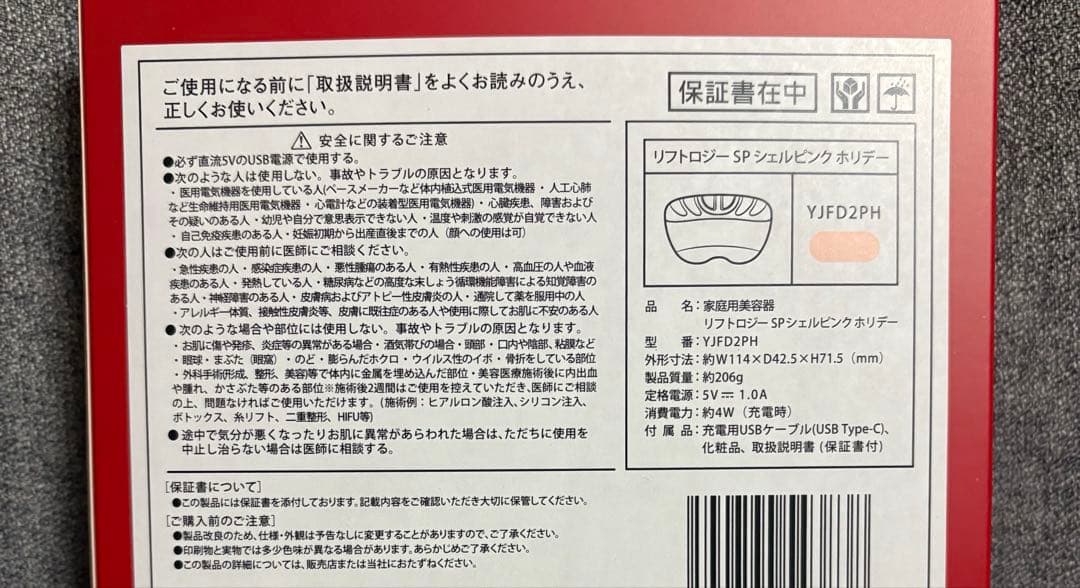 ご使用になる前に「取扱説明書」をよくお読みのうえ、
正しくお使いください。
保証書在中
安全に関するご注意
●必ず直流5VのUSB電源で使用する。
●次のような人は使用しない。事故やトラブルの原因となります。
・医用電気機器を使用している人(ペースメーカーなど体内植込式医用電気機器・人工心肺
など生命維持用医用電気機器・心電計などの装着型医用電気機器)・心臓疾患、障害および
その疑いのある人・幼児や自分で意思表示できない人・温度や刺激の感覚が自覚できない人
・自己免疫疾患のある人・妊娠初期から出産直後までの人（顔への使用は可）
●次の人はご使用前に医師にご相談ください。
・急性疾患の人・感染症疾患の人・悪性腫瘍のある人・有熱性疾患の人・高血圧の人や血液
疾患のある人・発熱している人・糖尿病などの高度な末しょう循環機能障害による知覚障害の
ある人・神経障害のある人・皮膚病およびアトピー性皮膚炎の人・通院して薬を服用中の人
・アレルギー体質、接触性皮膚炎等、皮膚に既往症のある人や使用に際してお肌に不安のある人
●次のような場合や部位には使用しない。事故やトラブルの原因となります。
・お肌に傷や発疹、炎症等の異常がある場合・酒気帯びの場合・頭部・口内や陰部、粘膜など
・眼球・まぶた（眼窩）・のど・膨らんだホクロ・ウイルス性のイボ・骨折をしている部位
・外科手術(形成、整形、美容)等で体内に金属を埋め込んだ部位・美容医療施術後に内出血
や腫れ、かさぶた等のある部位※施術後2週間はご使用を控えていただき、医師にご相談
の上、問題なければご使用いただけます。（施術例：ヒアルロン酸注入、シリコン注入、
ボトックス、糸リフト、二重整形、HIFU等）
●途中で気分が悪くなったりお肌に異常があらわれた場合は、ただちに使用を
中止し治らない場合は医師に相談する。
リフトロジー SP シェルピンク ホリデー
YJFD2PH
品名：家庭用美容器
リフトロジー SPシェルピンク ホリデー
型番：YJFD2PH
外形寸法：約W114×D42.5×H71.5（mm）
製品質量：約206g
定格電源：5V⎓1.0A
消費電力：約4W（充電時）
付属品：充電用USBケーブル(USB Type-C)、
化粧品、取扱説明書（保証書付）
［保証書について］
●この製品には保証書を添付しております。記載内容をご確認いただき大切に保管してください。
［ご購入前のご注意］
●製品改良のため、仕様・外観は予告なしに変更することがありますので、ご了承ください。
●印刷物と実物では多少色味が異なる場合があります。あらかじめご了承ください。
●この製品の詳細については、販売店または当社におたずねください。